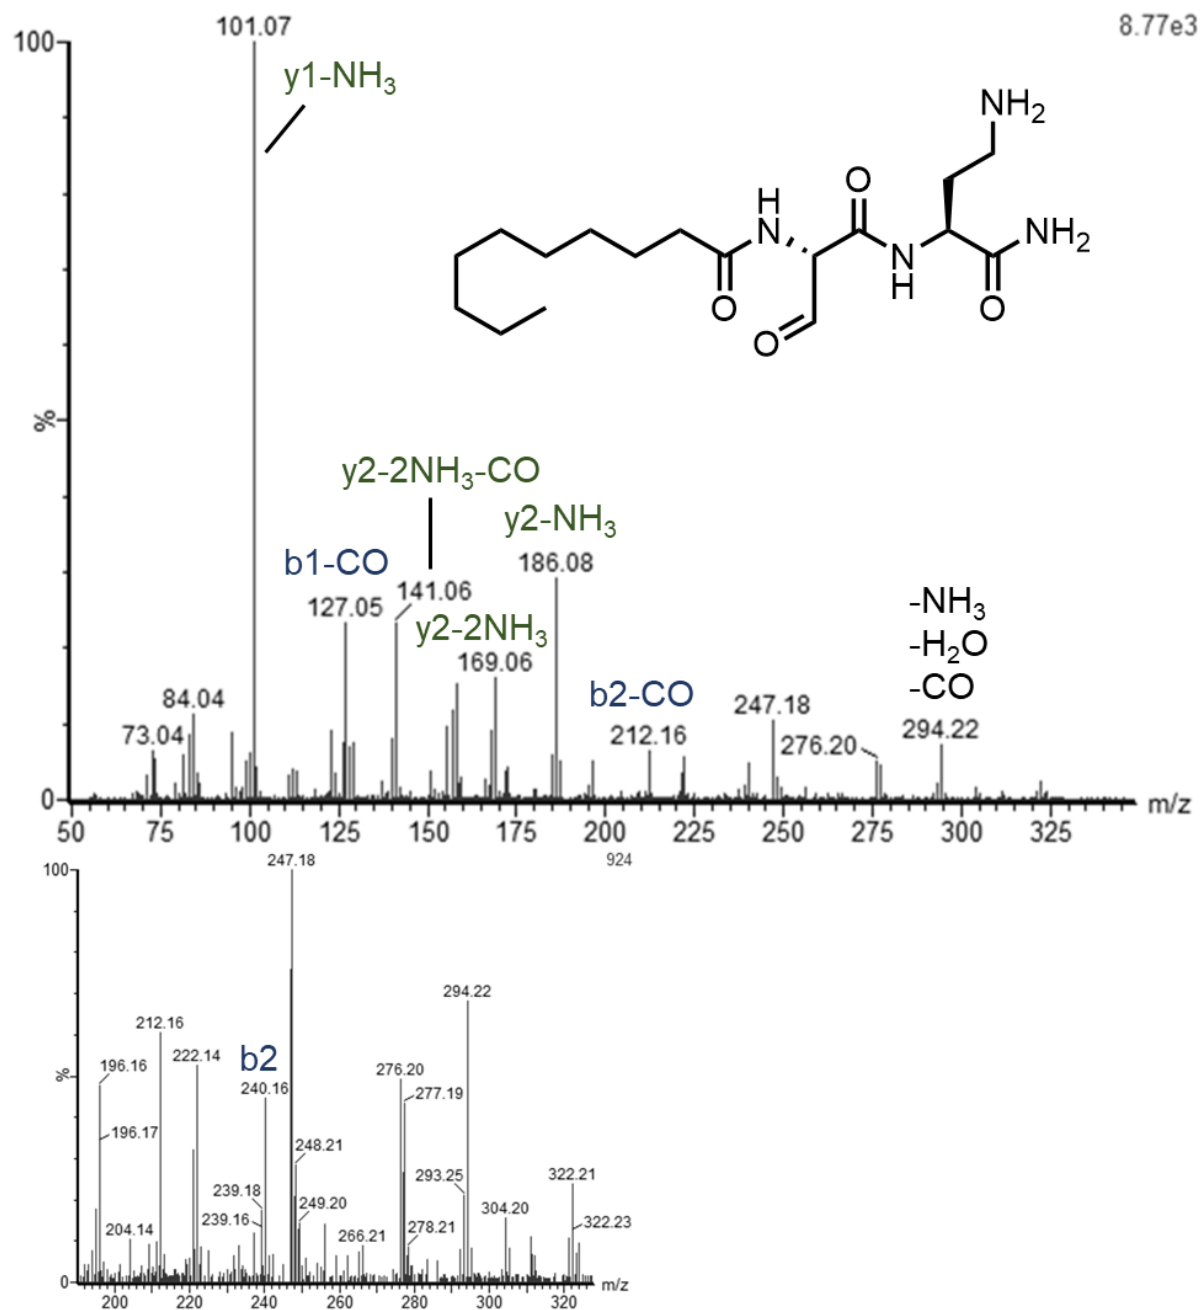 101.07
8.77e3
100
y1-NH3
NH2
O
H
N
NH2
O
N
H
O
O
%
y2-2NH3-CO
y2-NH3
b1-CO
186.08
141.06
127.05
y2-2NH3
169.06
-NH3
-H2O
-CO
b2-CO
84.04
247.18
73.04
212.16
276.20
294.22
0
m/z
50 75 100 125 150 175 200 225 250 275 300 325
247.18
924
100
294.22
212.16
222.14
b2
196.16
%
240.16
276.20
277.19
196.17
248.21
293.25
322.21
239.18
249.20
304.20
239.16
322.23
204.14
266.21
278.21
0
m/z
200 220 240 260 280 300 320